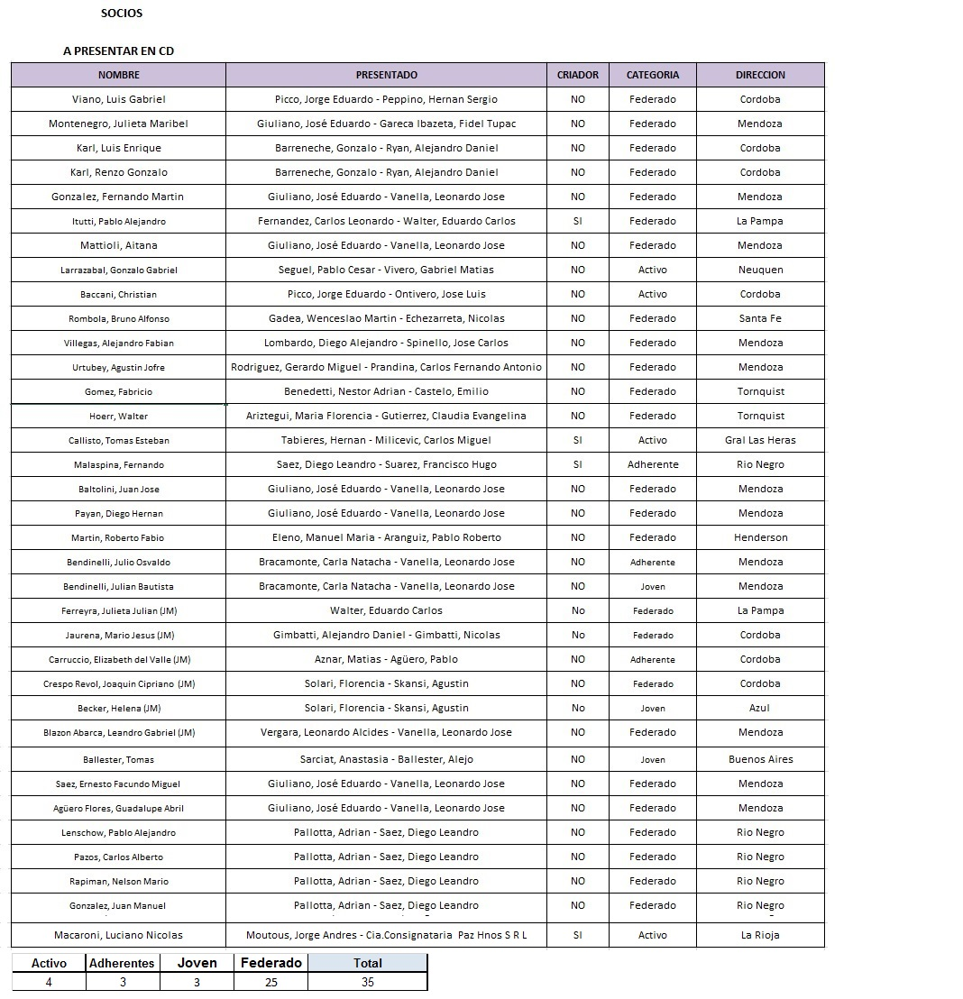 SOCIOS
A PRESENTAR EN CD
NOMBRE PRESENTADO CRIADOR CATEGORIA DIRECCION
Viano, Luis Gabriel Picco, Jorge Eduardo - Peppino, Hernan Sergio NO Federado Cordoba
Montenegro, Julieta Maribel Giuliano, José Eduardo - Gareca Ibazeta, Fidel Tupac NO Federado Mendoza
Karl, Luis Enrique Barreneche, Gonzalo - Ryan, Alejandro Daniel NO Federado Cordoba
Karl, Renzo Gonzalo Barreneche, Gonzalo - Ryan, Alejandro Daniel NO Federado Cordoba
Gonzalez, Fernando Martin Giuliano, José Eduardo - Vanella, Leonardo Jose NO Federado Mendoza
Itutti, Pablo Alejandro Fernandez, Carlos Leonardo - Walter, Eduardo Carlos SI Federado La Pampa
Mattioli, Aitana Giuliano, José Eduardo - Vanella, Leonardo Jose NO Federado Mendoza
Larrazabal, Gonzalo Gabriel Seguel, Pablo Cesar - Vivero, Gabriel Matias NO Activo Neuquen
Baccani, Christian Picco, Jorge Eduardo - Ontivero, Jose Luis NO Activo Cordoba
Rombola, Bruno Alfonso Gadea, Wenceslao Martin - Echezarreta, Nicolas NO Federado Santa Fe
Villegas, Alejandro Fabian Lombardo, Diego Alejandro - Spinello, Jose Carlos NO Federado Mendoza
Urtubey, Agustin Jofre Rodriguez, Gerardo Miguel - Prandina, Carlos Fernando Antonio NO Federado Mendoza
Gomez, Fabricio Benedetti, Nestor Adrian - Castelo, Emilio NO Federado Tornquist
Hoerr, Walter Ariztegui, Maria Florencia - Gutierrez, Claudia Evangelina NO Federado Tornquist
Callisto, Tomas Esteban Tabieres, Hernan - Milicevic, Carlos Miguel SI Activo Gral Las Heras
Malaspina, Fernando Saez, Diego Leandro - Suarez, Francisco Hugo SI Adherente Rio Negro
Baltolini, Juan Jose Giuliano, José Eduardo - Vanella, Leonardo Jose NO Federado Mendoza
Payan, Diego Hernan Giuliano, José Eduardo - Vanella, Leonardo Jose NO Federado Mendoza
Martin, Roberto Fabio Eleno, Manuel Maria - Aranguiz, Pablo Roberto NO Federado Henderson
Bendinelli, Julio Osvaldo Bracamonte, Carla Natacha - Vanella, Leonardo Jose NO Adherente Mendoza
Bendinelli, Julian Bautista Bracamonte, Carla Natacha - Vanella, Leonardo Jose NO Joven Mendoza
Ferreyra, Julieta Julian (JM) Walter, Eduardo Carlos No Federado La Pampa
Jaurena, Mario Jesus (JM) Gimbatti, Alejandro Daniel - Gimbatti, Nicolas No Federado Cordoba
Carruccio, Elizabeth del Valle (JM) Aznar, Matias - Agüero, Pablo NO Adherente Cordoba
Crespo Revol, Joaquin Cipriano (JM) Solari, Florencia - Skansi, Agustin NO Federado Cordoba
Becker, Helena (JM) Solari, Florencia - Skansi, Agustin No Joven Azul
Blazon Abarca, Leandro Gabriel (JM) Vergara, Leonardo Alcides - Vanella, Leonardo Jose NO Federado Mendoza
Ballester, Tomas Sarciat, Anastasia - Ballester, Alejo NO Joven Buenos Aires
Saez, Ernesto Facundo Miguel Giuliano, José Eduardo - Vanella, Leonardo Jose NO Federado Mendoza
Agüero Flores, Guadalupe Abril Giuliano, José Eduardo - Vanella, Leonardo Jose NO Federado Mendoza
Lenschow, Pablo Alejandro Pallotta, Adrian - Saez, Diego Leandro NO Federado Rio Negro
Pazos, Carlos Alberto Pallotta, Adrian - Saez, Diego Leandro NO Federado Rio Negro
Rapiman, Nelson Mario Pallotta, Adrian - Saez, Diego Leandro NO Federado Rio Negro
Gonzalez, Juan Manuel Pallotta, Adrian - Saez, Diego Leandro NO Federado Rio Negro
Macaroni, Luciano Nicolas Moutous, Jorge Andres - Cia.Consignataria Paz Hnos S R L SI Activo La Rioja
Activo Adherentes Joven Federado Total
4 3 3 25 35